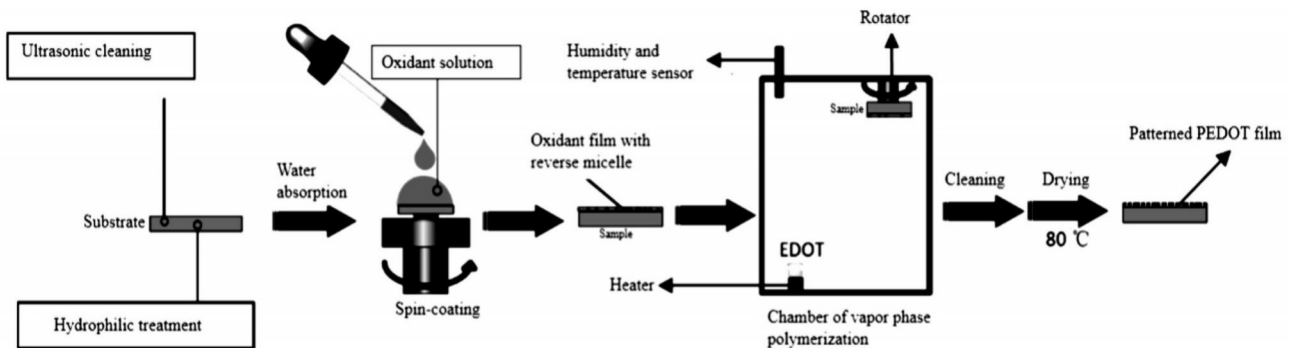 Ultrasonic cleaning
Substrate
Hydrophilic treatment
Water
absorption
Oxidant solution
Spin-coating
Oxidant film with
reverse micelle
Sample
Humidity and
temperature sensor
Rotator
Sample
EDOT
Heater
Chamber of vapor phase
polymerization
Cleaning
Drying
80 ℃
Patterned PEDOT film